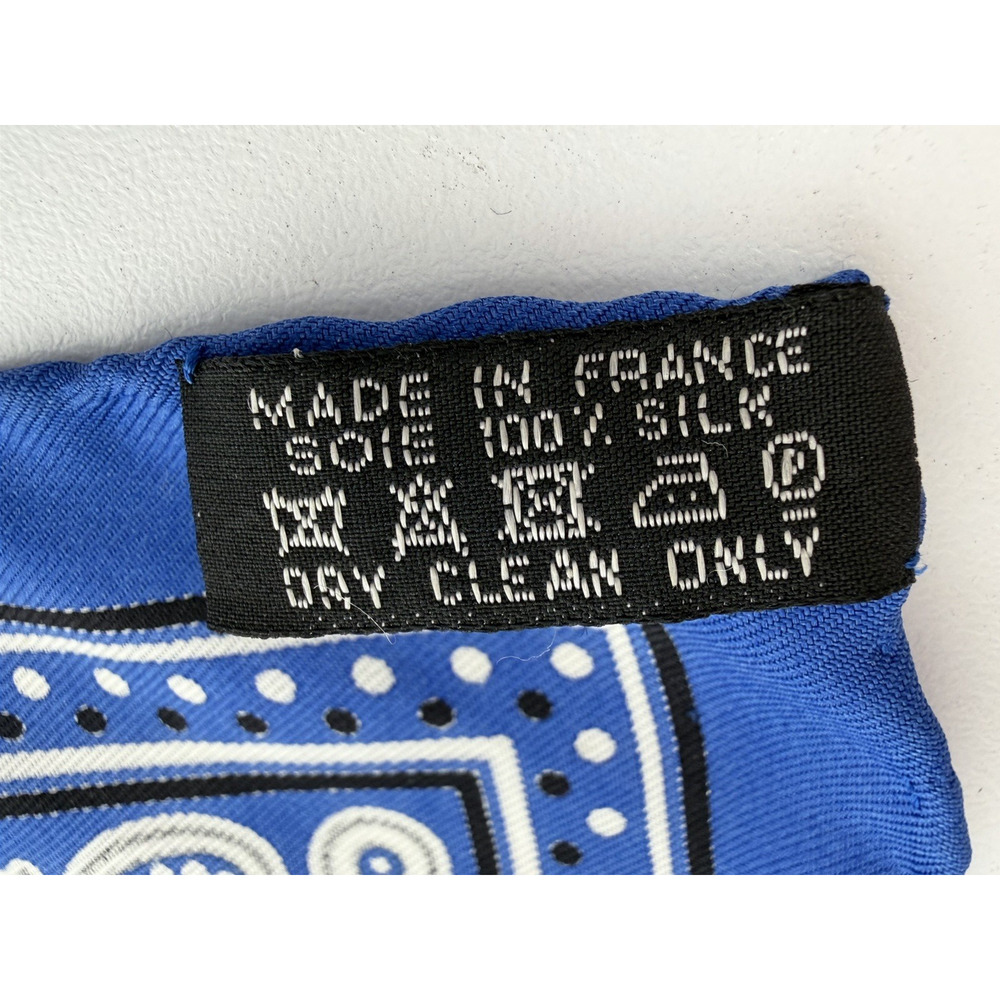 MADE IN FRANCE
SOIE 100% SILK
P
DRY CLEAN ONLY